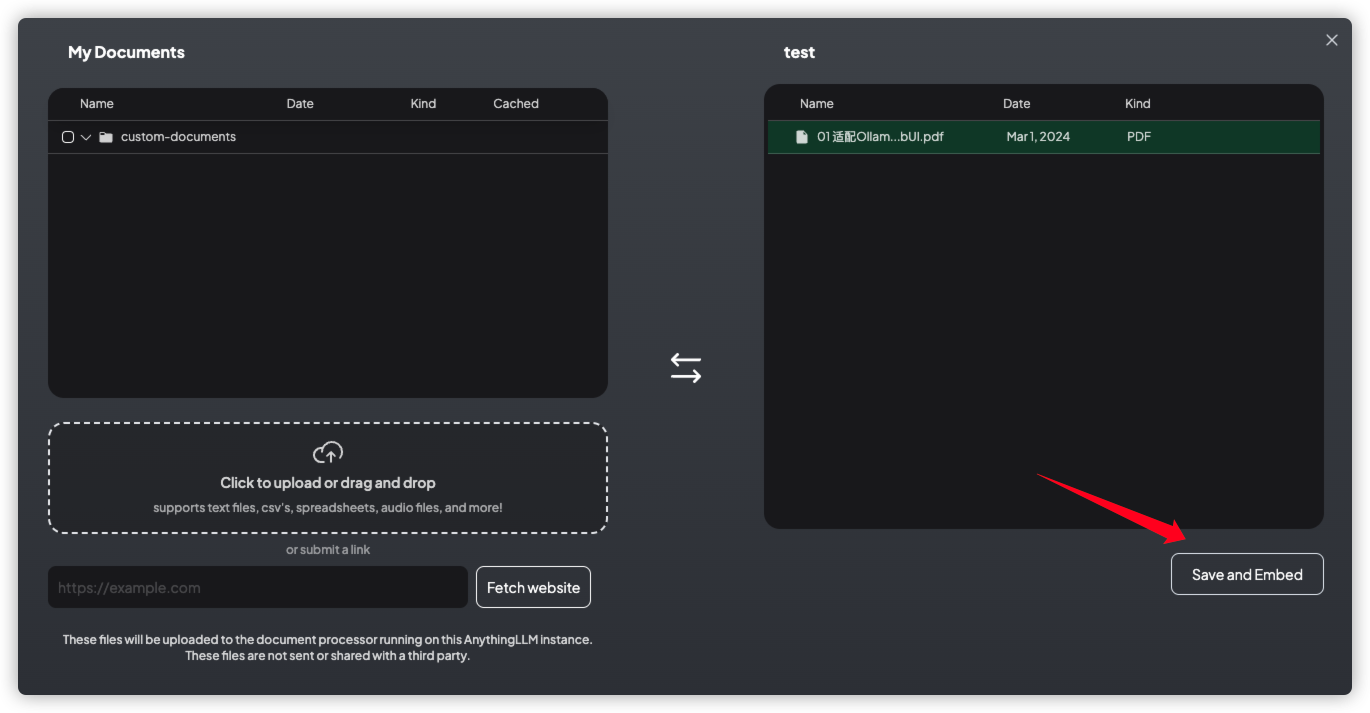 My Documents
Name Date Kind Cached
custom-documents
Click to upload or drag and drop
supports text files, csv's, spreadsheets, audio files, and more!
or submit a link
https://example.com
Fetch website
These files will be uploaded to the document processor running on this AnythingLLM instance.
These files are not sent or shared with a third party.
test
Name Date Kind
01 适配Ollam...bUI.pdf Mar 1, 2024 PDF
Save and Embed